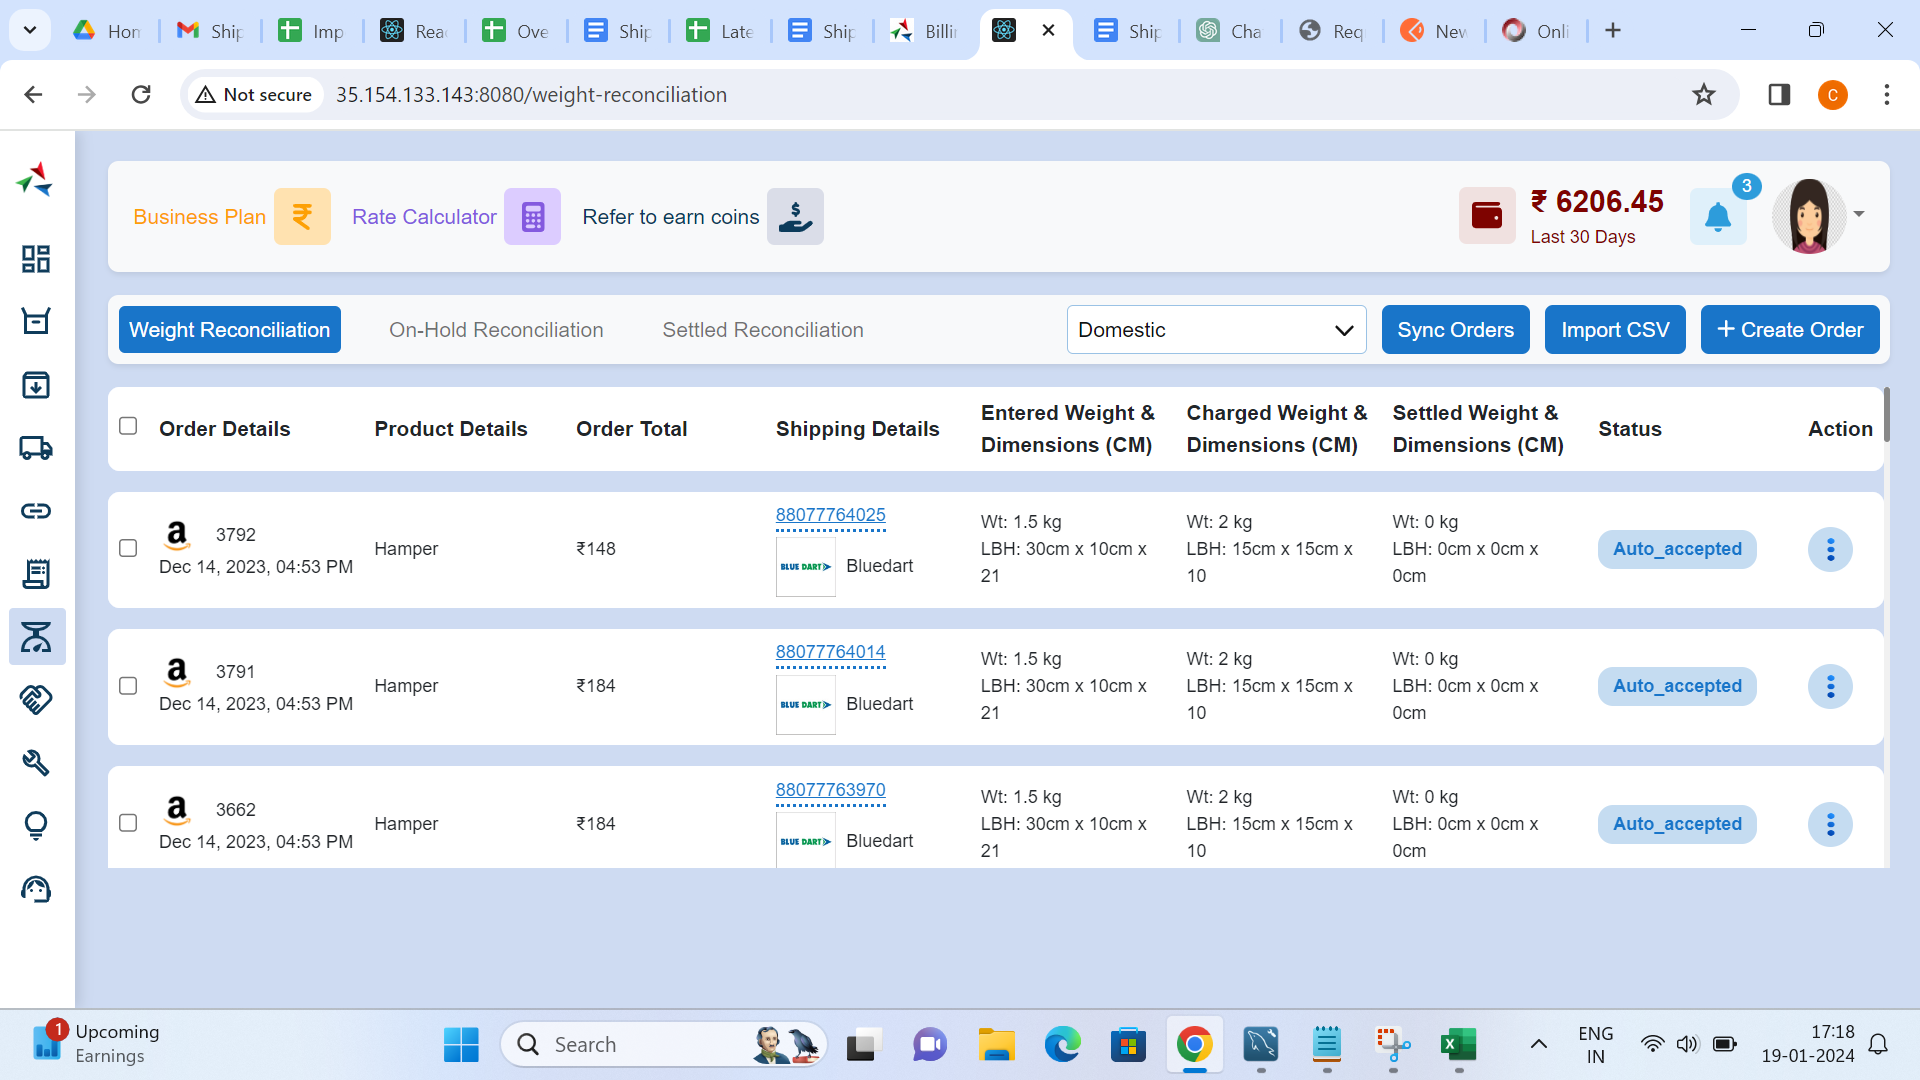 Hom
Ship
Imp
Rea
Ove
Ship
Late
Ship
Billi
Ship
Cha
Req
New
Onli
Not secure
35.154.133.143:8080/weight-reconciliation
C
Business Plan
Rate Calculator
Refer to earn coins
₹ 6206.45
Last 30 Days
3
Weight Reconciliation
On-Hold Reconciliation
Settled Reconciliation
Domestic
Sync Orders
Import CSV
+ Create Order
Order Details
Product Details
Order Total
Shipping Details
Entered Weight &
Dimensions (CM)
Charged Weight &
Dimensions (CM)
Settled Weight &
Dimensions (CM)
Status
Action
a
3792
Dec 14, 2023, 04:53 PM
Hamper
₹148
88077764025
BLUE DART
Bluedart
Wt: 1.5 kg
LBH: 30cm x 10cm x
21
Wt: 2 kg
LBH: 15cm x 15cm x
10
Wt: 0 kg
LBH: 0cm x 0cm x
0cm
Auto_accepted
a
3791
Dec 14, 2023, 04:53 PM
Hamper
₹184
88077764014
BLUE DART
Bluedart
Wt: 1.5 kg
LBH: 30cm x 10cm x
21
Wt: 2 kg
LBH: 15cm x 15cm x
10
Wt: 0 kg
LBH: 0cm x 0cm x
0cm
Auto_accepted
a
3662
Dec 14, 2023, 04:53 PM
Hamper
₹184
88077763970
BLUE DART
Bluedart
Wt: 1.5 kg
LBH: 30cm x 10cm x
21
Wt: 2 kg
LBH: 15cm x 15cm x
10
Wt: 0 kg
LBH: 0cm x 0cm x
0cm
Auto_accepted
1
Upcoming
Earnings
Search
ENG
IN
17:18
19-01-2024